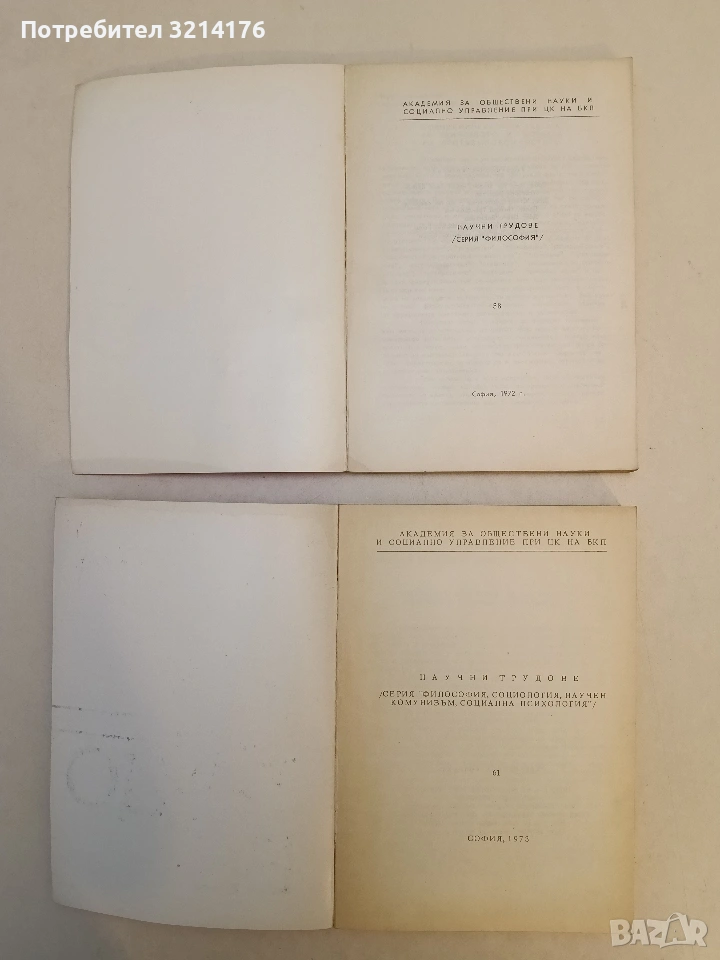 Потребител 3214176
АКАДЕМИЯ ЗА ОБЩЕСТВЕНИ НАУКИ И
СОЦИАЛНО УПРАВЛЕНИЕ ПРИ ЦК НА БКП
НАУЧНИ ТРУДОВЕ
/СЕРИЯ "ФИЛОСОФИЯ"/
58
София, 1972 г.
АКАДЕМИЯ ЗА ОБЩЕСТВЕНИ НАУКИ
И СОЦИАЛНО УПРАВЛЕНИЕ ПРИ ЦК НА БКП
НАУЧНИ ТРУДОВЕ
/СЕРИЯ "ФИЛОСОФИЯ, СОЦИОЛОГИЯ, НАУЧЕН
КОМУНИЗЪМ, СОЦИАЛНА ПСИХОЛОГИЯ"/
61
СОФИЯ, 1973
BAZAR